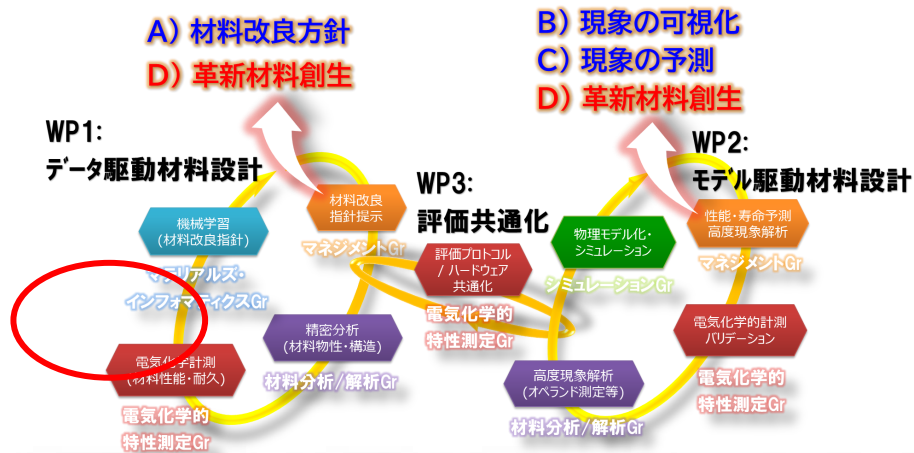 A）材料改良方針
D）革新材料創生
B）現象の可視化
C）現象の予測
D）革新材料創生
WP1:
データ駆動材料設計
材料改良
指針提示
マネジメントGr
機械学習
(材料改良指針)
マテリアルズ・
インフォマティクスGr
精密分析
(材料物性・構造)
材料分析/解析Gr
電気化学計測
(材料性能・耐久)
電気化学的
特性測定Gr
WP3:
評価共通化
評価プロトコル
/ ハードウェア
共通化
電気化学的
特性測定Gr
WP2:
モデル駆動材料設計
性能・寿命予測
高度現象解析
マネジメントGr
物理モデル化・
シミュレーション
シミュレーションGr
電気化学的計測
バリデーション
電気化学的
特性測定Gr
高度現象解析
(オペランド測定等)
材料分析/解析Gr